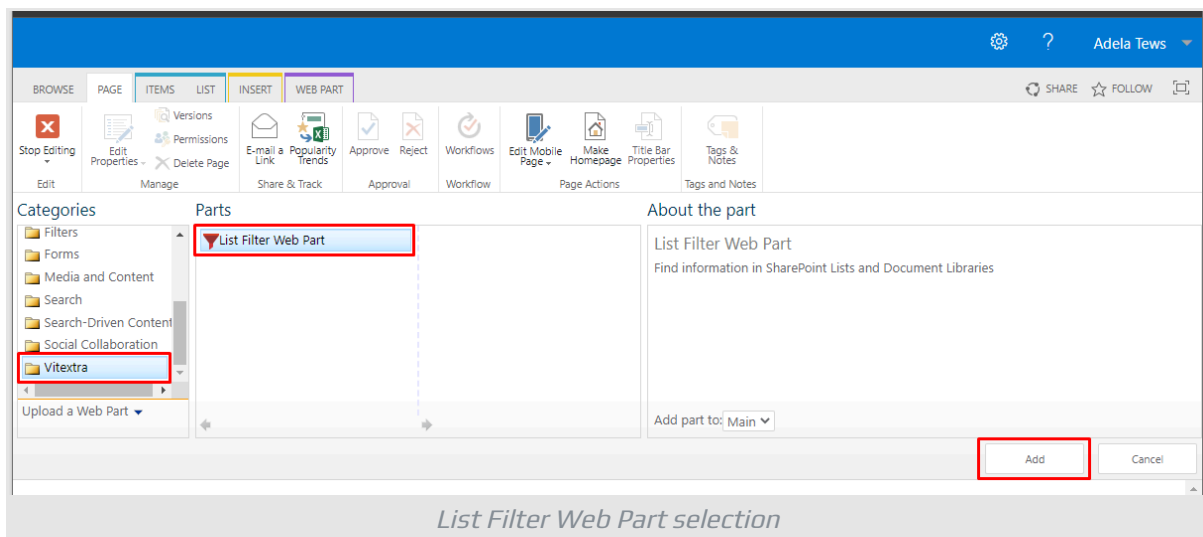 ? Adela Tews
BROWSE PAGE ITEMS LIST INSERT WEB PART SHARE FOLLOW
Stop Editing
Edit Properties
Versions
Permissions
Delete Page
E-mail a Link
Popularity Trends
Approve
Reject
Workflows
Edit Mobile Page
Make Homepage
Title Bar Properties
Tags & Notes
Edit Manage Share & Track Approval Workflow Page Actions Tags and Notes
Categories
Filters
Forms
Media and Content
Search
Search-Driven Content
Social Collaboration
Vitextra
Upload a Web Part
Parts
List Filter Web Part
About the part
List Filter Web Part
Find information in SharePoint Lists and Document Libraries
Add part to: Main
Add Cancel
List Filter Web Part selection